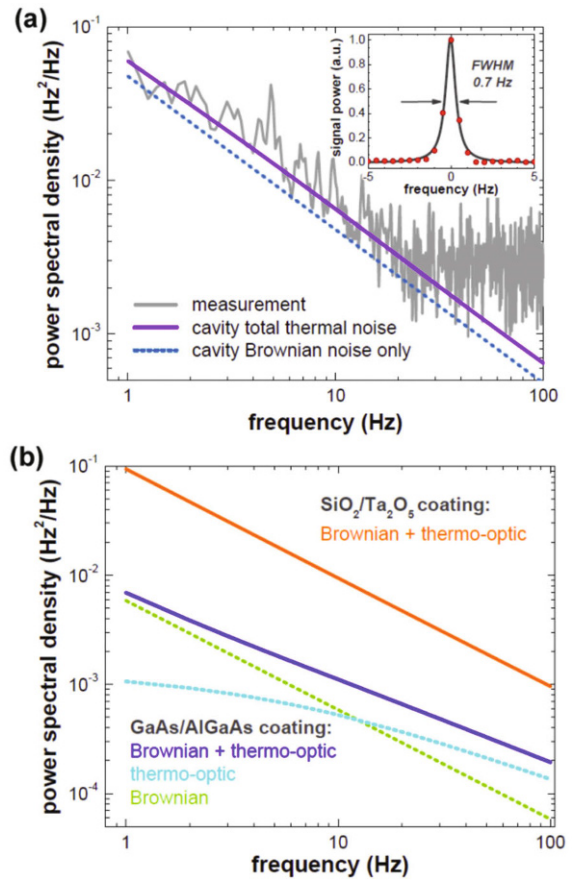 (a)
10⁻¹
10⁻²
10⁻³
power spectral density (Hz²/Hz)
1.0
0.8
0.6
0.4
0.2
0.0
signal power (a.u.)
FWHM
0.7 Hz
-5 0 5
frequency (Hz)
measurement
cavity total thermal noise
cavity Brownian noise only
1 10 100
frequency (Hz)
(b)
10⁻¹
10⁻²
10⁻³
10⁻⁴
power spectral density (Hz²/Hz)
SiO₂/Ta₂O₅ coating:
Brownian + thermo-optic
GaAs/AlGaAs coating:
Brownian + thermo-optic
thermo-optic
Brownian
1 10 100
frequency (Hz)